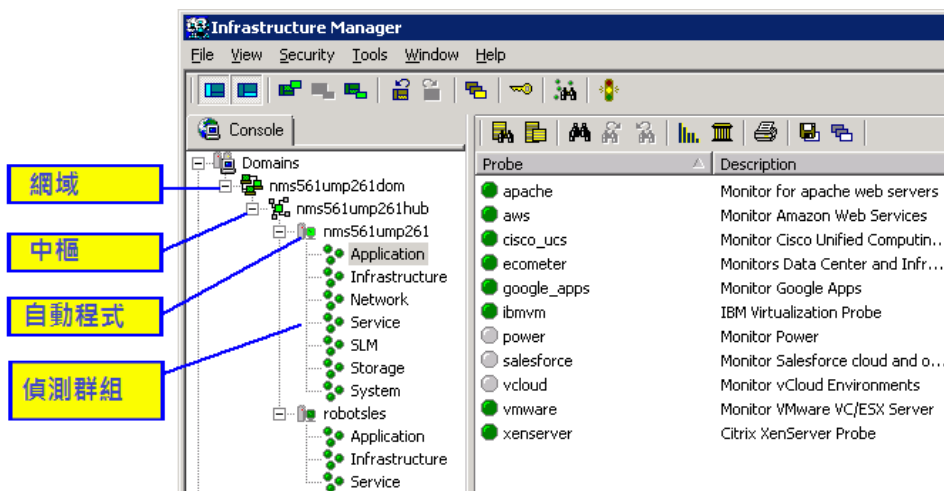 Infrastructure Manager
File View Security Tools Window Help
Console
網域
中樞
自動程式
偵測群組
Domains
nms561ump261dom
nms561ump261hub
nms561ump261
Application
Infrastructure
Network
Service
SLM
Storage
System
robotsles
Application
Infrastructure
Service
Probe Description
apache Monitor for apache web servers
aws Monitor Amazon Web Services
cisco_ucs Monitor Cisco Unified Computin...
ecometer Monitors Data Center and Infr...
google_apps Monitor Google Apps
ibmvm IBM Virtualization Probe
power Monitor Power
salesforce Monitor Salesforce cloud and o...
vcloud Monitor vCloud Environments
vmware Monitor VMware VC/ESX Server
xenserver Citrix XenServer Probe